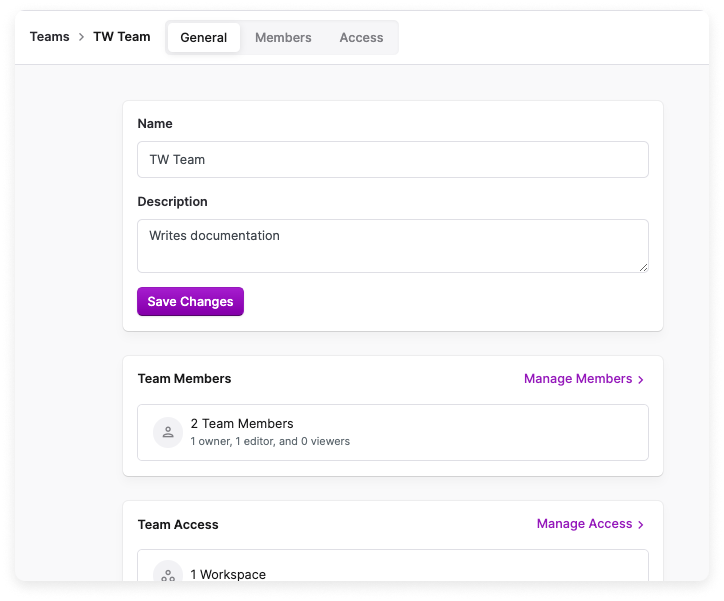 Teams > TW Team General Members Access
Name
TW Team
Description
Writes documentation
Save Changes
Team Members Manage Members >
2 Team Members
1 owner, 1 editor, and 0 viewers
Team Access Manage Access >
1 Workspace